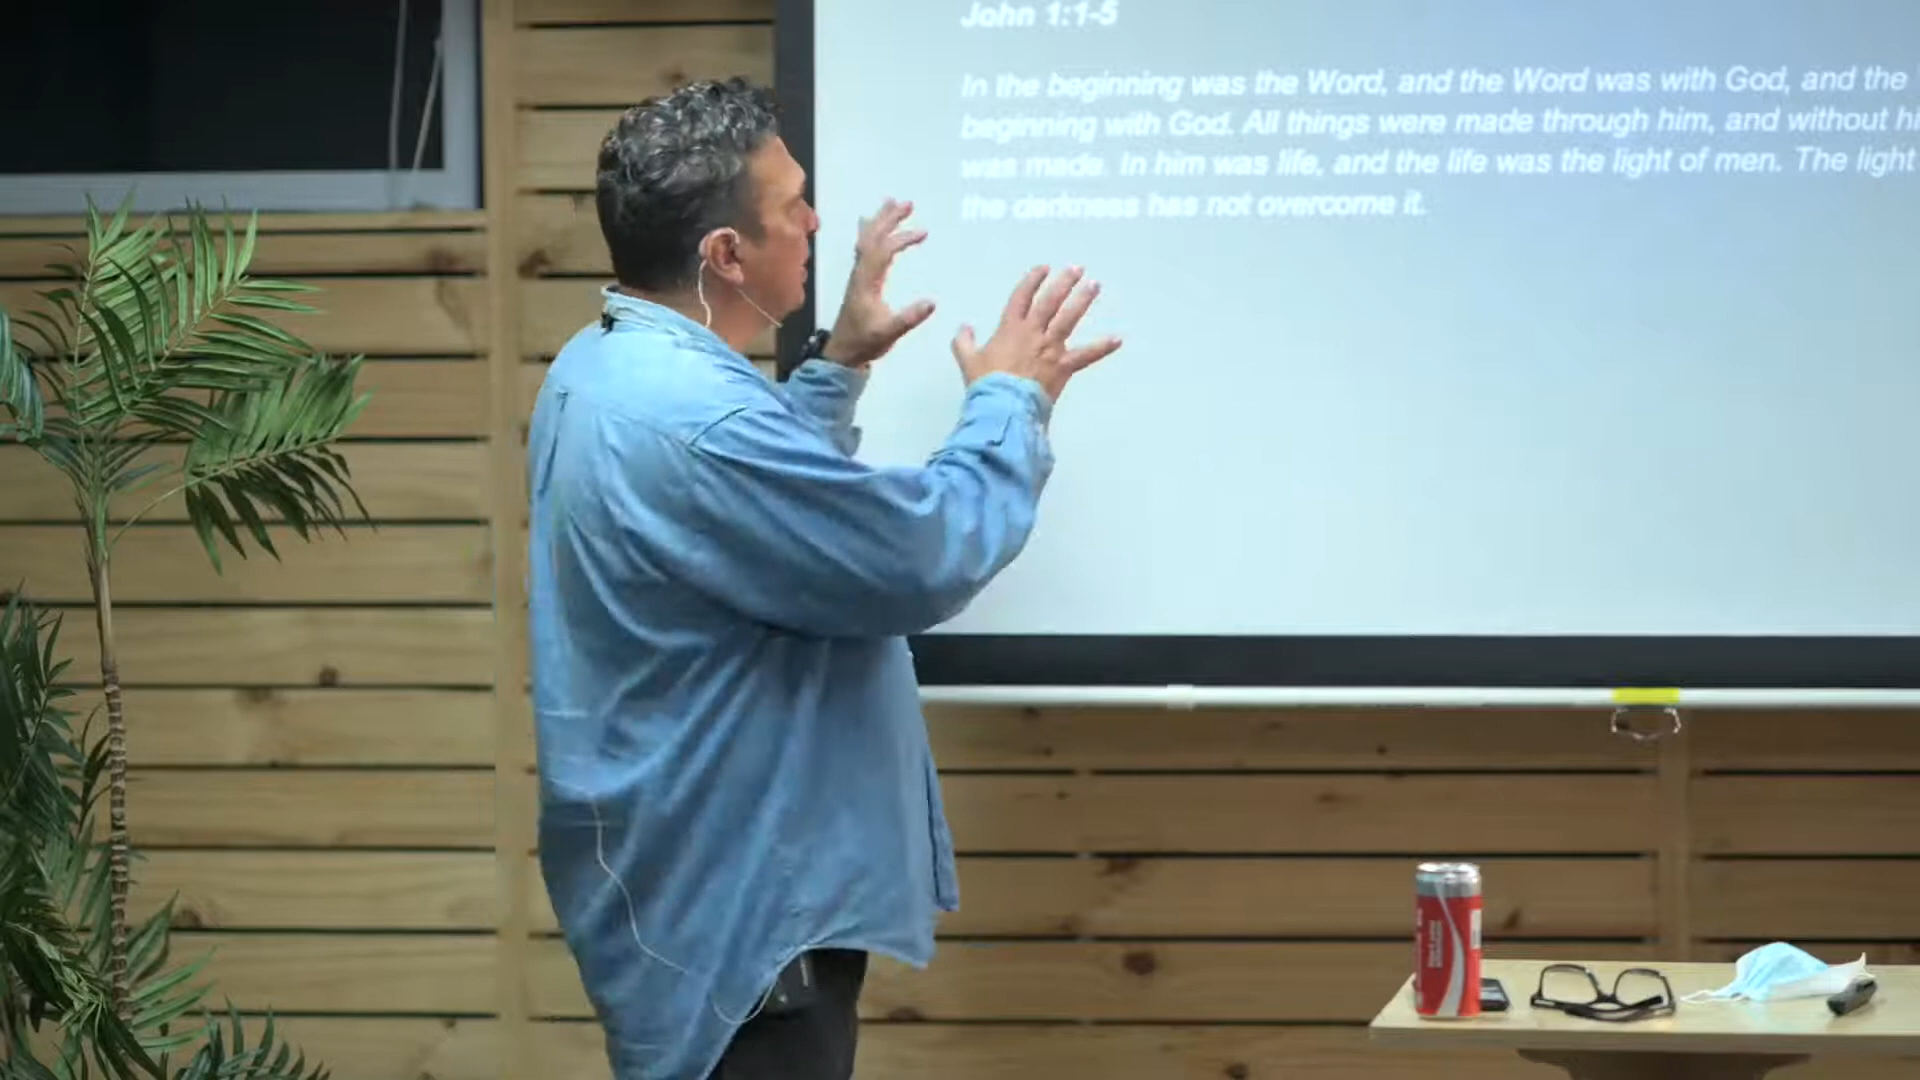 John 1:1-5
In the beginning was the Word, and the Word was with God, and the
beginning with God. All things were made through him, and without hi
was made. In him was life, and the life was the light of men. The light
the darkness has not overcome it.